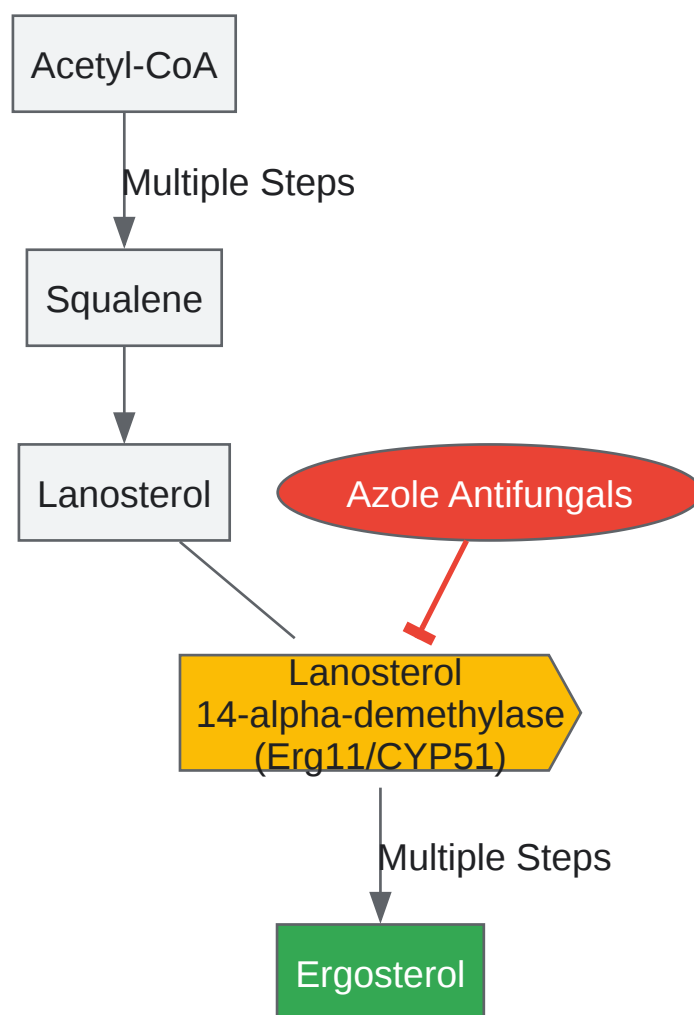 Acetyl-CoA
Multiple Steps
Squalene
Lanosterol
Azole Antifungals
Lanosterol
14-alpha-demethylase
(Erg11/CYP51)
Multiple Steps
Ergosterol